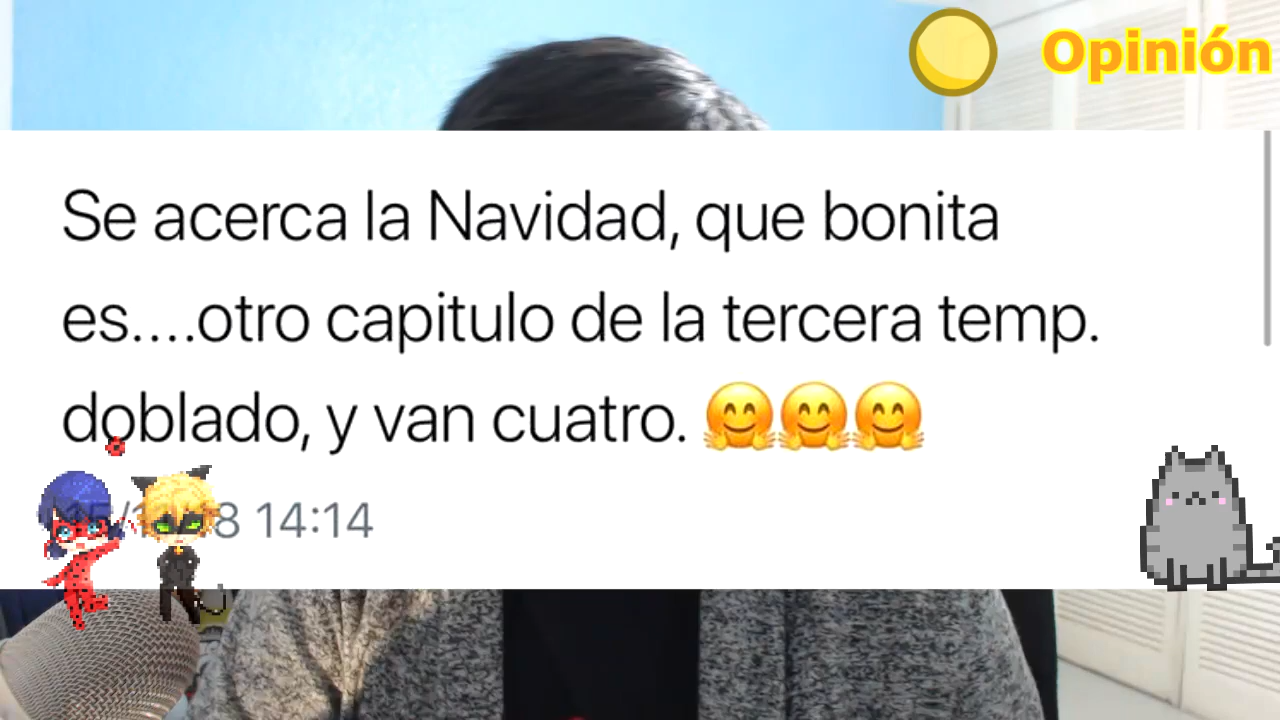 Opinión
Se acerca la Navidad, que bonita
es....otro capitulo de la tercera temp.
doblado, y van cuatro. 🤗🤗🤗
8 14:14